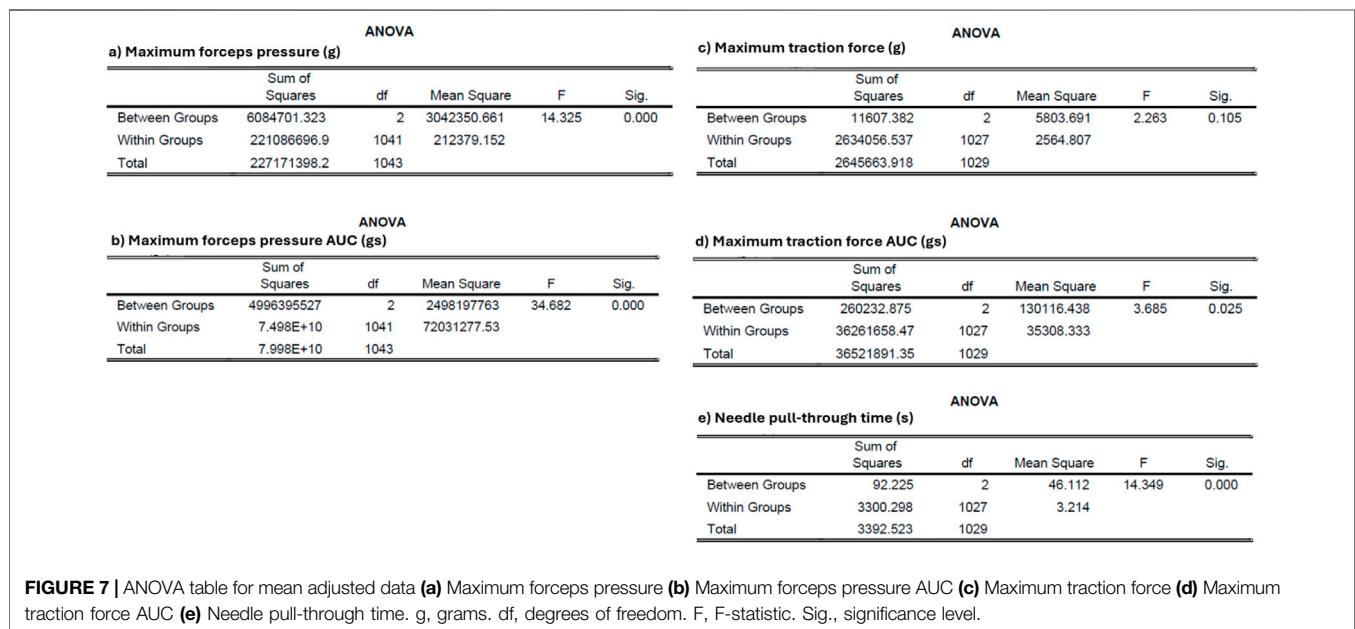 ANOVA
a) Maximum forceps pressure (g)
Sum of
Squares df Mean Square F Sig.
Between Groups 6084701.323 2 3042350.661 14.325 0.000
Within Groups 221086696.9 1041 212379.152
Total 227171398.2 1043
ANOVA
b) Maximum forceps pressure AUC (gs)
Sum of
Squares df Mean Square F Sig.
Between Groups 4996395527 2 2498197763 34.682 0.000
Within Groups 7.498E+10 1041 72031277.53
Total 7.998E+10 1043
ANOVA
c) Maximum traction force (g)
Sum of
Squares df Mean Square F Sig.
Between Groups 11607.382 2 5803.691 2.263 0.105
Within Groups 2634056.537 1027 2564.807
Total 2645663.918 1029
ANOVA
d) Maximum traction force AUC (gs)
Sum of
Squares df Mean Square F Sig.
Between Groups 260232.875 2 130116.438 3.685 0.025
Within Groups 36261658.47 1027 35308.333
Total 36521891.35 1029
ANOVA
e) Needle pull-through time (s)
Sum of
Squares df Mean Square F Sig.
Between Groups 92.225 2 46.112 14.349 0.000
Within Groups 3300.298 1027 3.214
Total 3392.523 1029
FIGURE 7 | ANOVA table for mean adjusted data (a) Maximum forceps pressure (b) Maximum forceps pressure AUC (c) Maximum traction force (d) Maximum
traction force AUC (e) Needle pull-through time. g, grams. df, degrees of freedom. F, F-statistic. Sig., significance level.